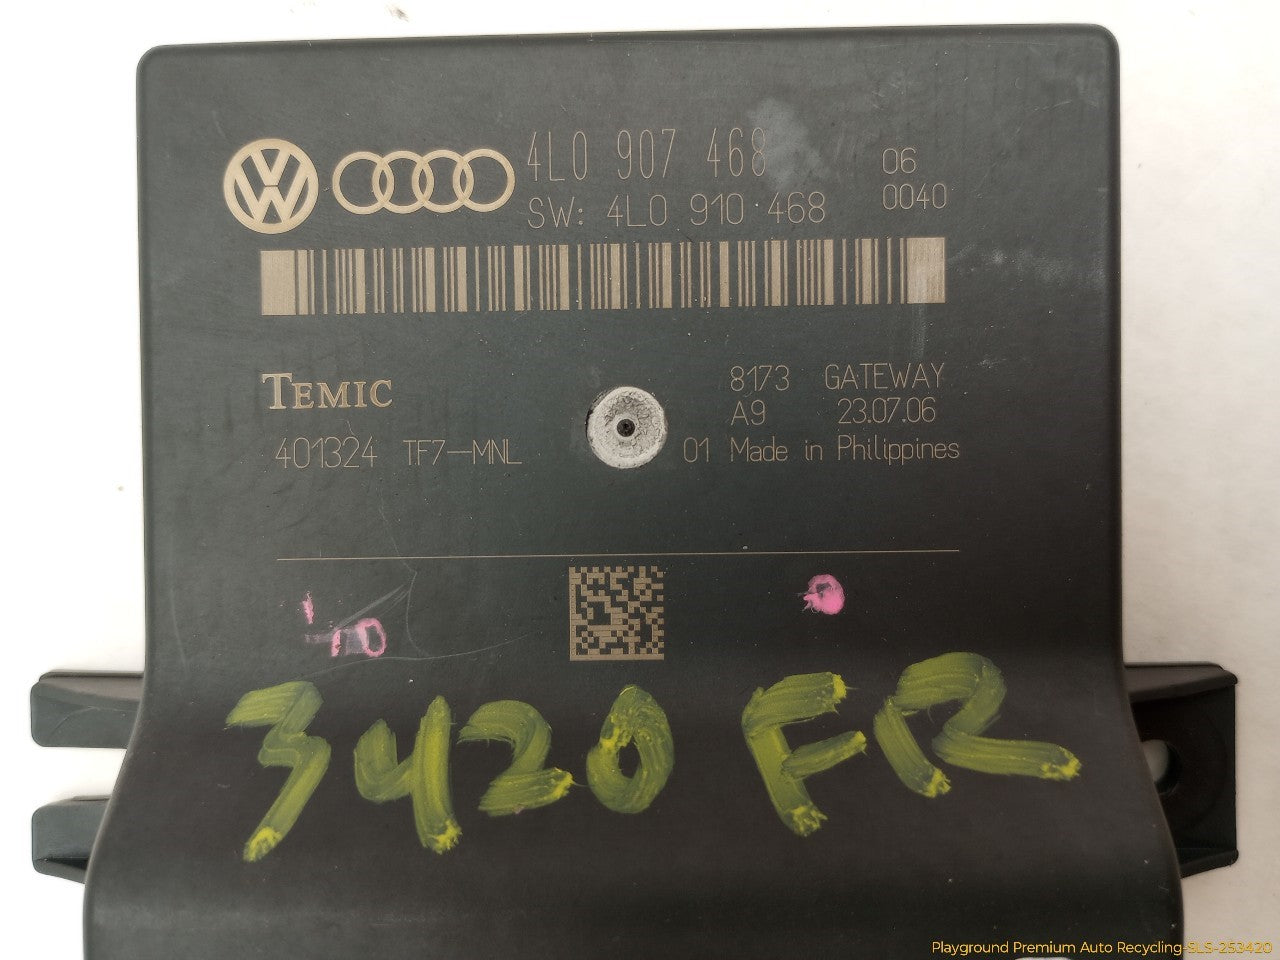 4L0 907 468 06
SW: 4L0 910 468 0040
TEMIC
8173 GATEWAY
A9 23.07.06
401324 TF7-MNL 01 Made in Philippines
3420 FR
Playground Premium Auto Recycling-SLS-253420